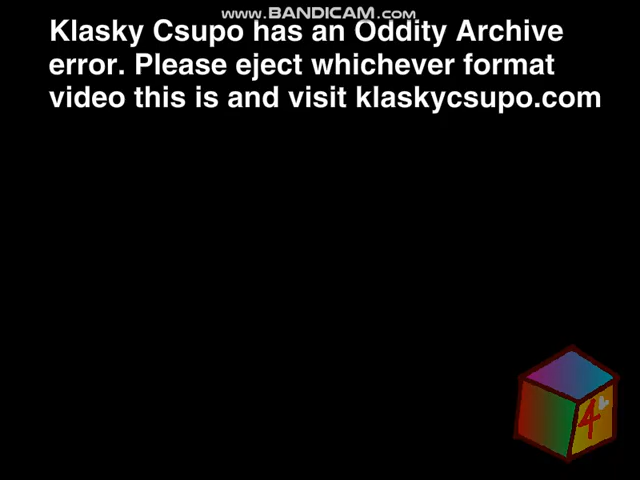 www.BANDICAM.com
Klasky Csupo has an Oddity Archive
error. Please eject whichever format
video this is and visit klaskycsupo.com
4